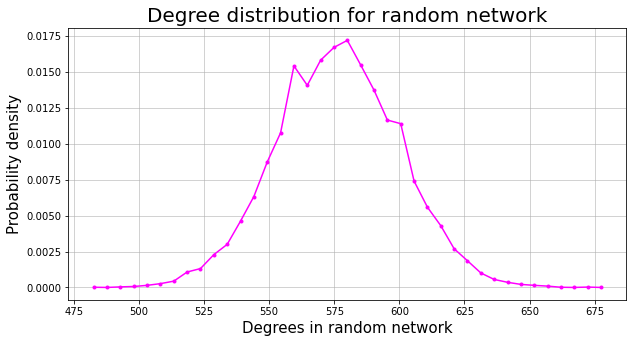 Degree distribution for random network
0.0175
0.0150
0.0125
0.0100
0.0075
0.0050
0.0025
0.0000
Probability density
475 500 525 550 575 600 625 650 675
Degrees in random network